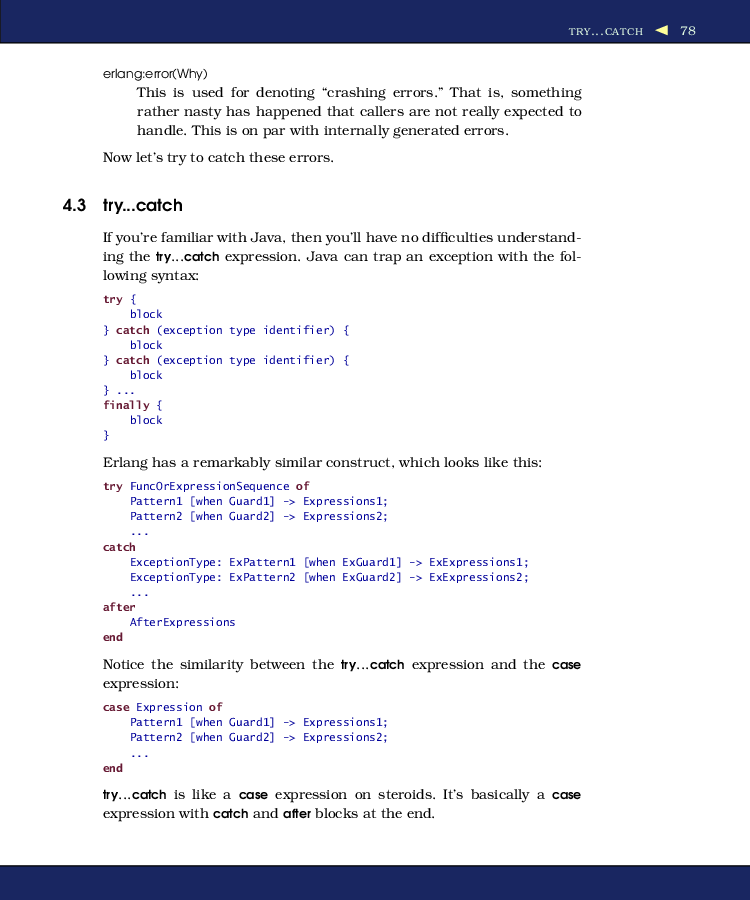 TRY...CATCH ◀ 78
erlang:error(Why)
This is used for denoting “crashing errors.” That is, something
rather nasty has happened that callers are not really expected to
handle. This is on par with internally generated errors.
Now let’s try to catch these errors.
4.3 try...catch
If you’re familiar with Java, then you’ll have no difficulties understand-
ing the try...catch expression. Java can trap an exception with the fol-
lowing syntax:
try {
    block
} catch (exception type identifier) {
    block
} catch (exception type identifier) {
    block
} ...
finally {
    block
}
Erlang has a remarkably similar construct, which looks like this:
try FuncOrExpressionSequence of
    Pattern1 [when Guard1] -> Expressions1;
    Pattern2 [when Guard2] -> Expressions2;
    ...
catch
    ExceptionType: ExPattern1 [when ExGuard1] -> ExExpressions1;
    ExceptionType: ExPattern2 [when ExGuard2] -> ExExpressions2;
    ...
after
    AfterExpressions
end
Notice the similarity between the try...catch expression and the case
expression:
case Expression of
    Pattern1 [when Guard1] -> Expressions1;
    Pattern2 [when Guard2] -> Expressions2;
    ...
end
try...catch is like a case expression on steroids. It’s basically a case
expression with catch and after blocks at the end.